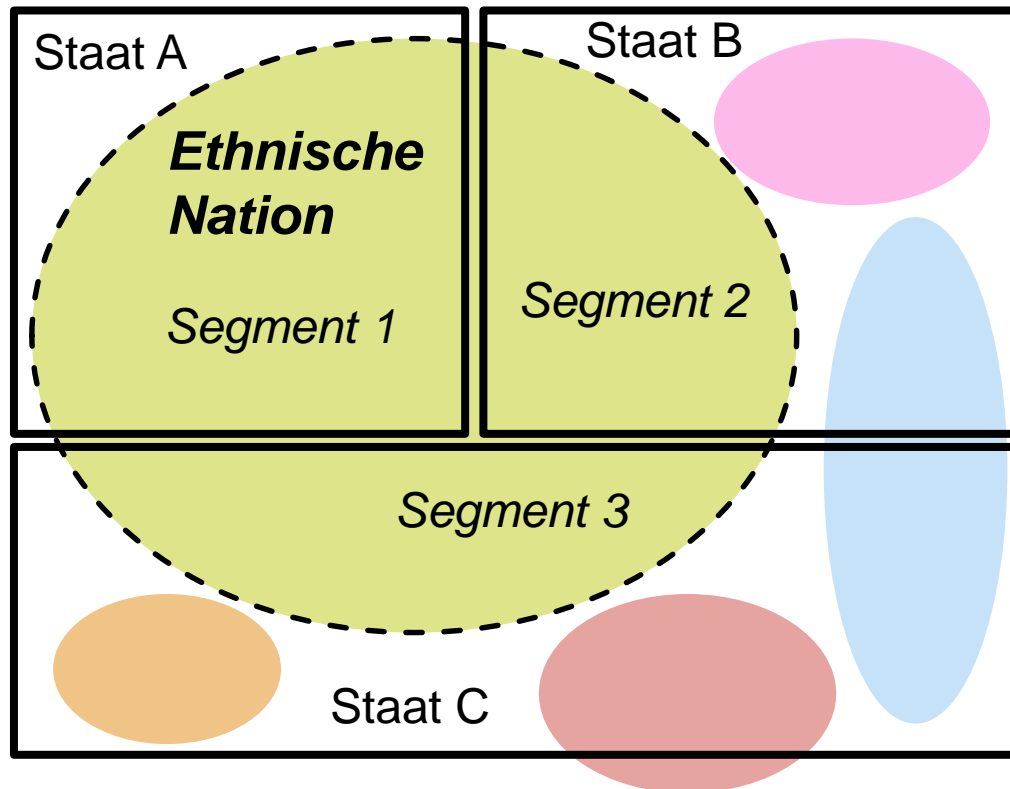 Staat A
Staat B
Ethnische
Nation
Segment 1
Segment 2
Segment 3
Staat C